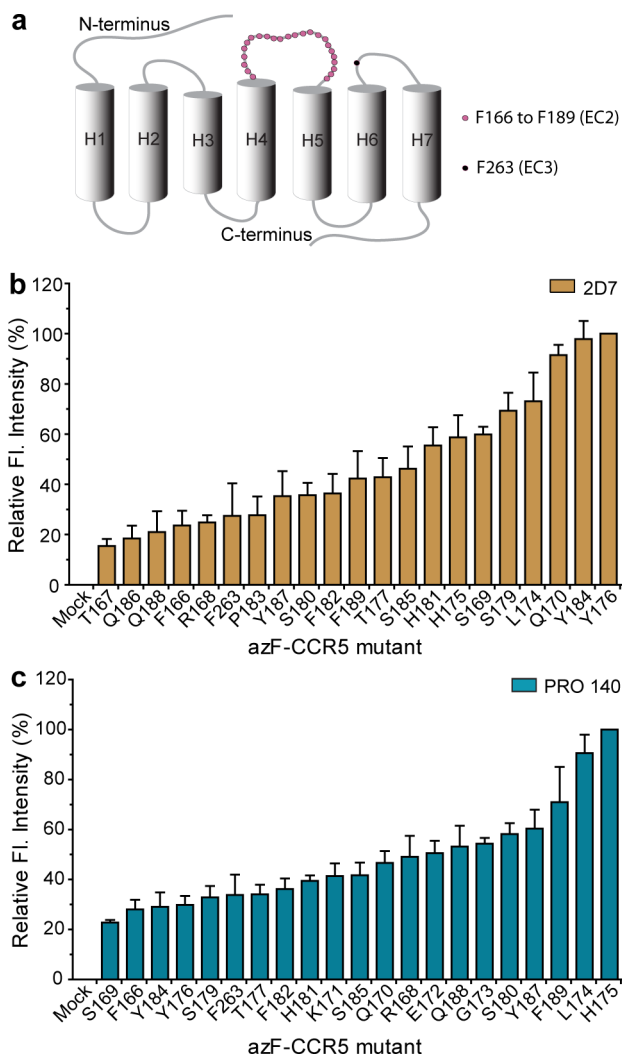 a
N-terminus
H1 H2 H3 H4 H5 H6 H7
F166 to F189 (EC2)
F263 (EC3)
C-terminus
b
2D7
Relative Fl. Intensity (%)
120
100
80
60
40
20
0
Mock T167 Q186 Q188 F166 R168 F263 P183 Y187 S180 F182 F189 T177 S185 H181 H175 S169 S179 L174 Q170 Y184 Y176
azF-CCR5 mutant
c
PRO 140
Relative Fl. Intensity (%)
120
100
80
60
40
20
0
Mock S169 F166 Y184 Y176 S179 F263 T177 F182 H181 K171 S185 Q170 R168 E172 Q188 G173 S180 Y187 F189 L174 H175
azF-CCR5 mutant